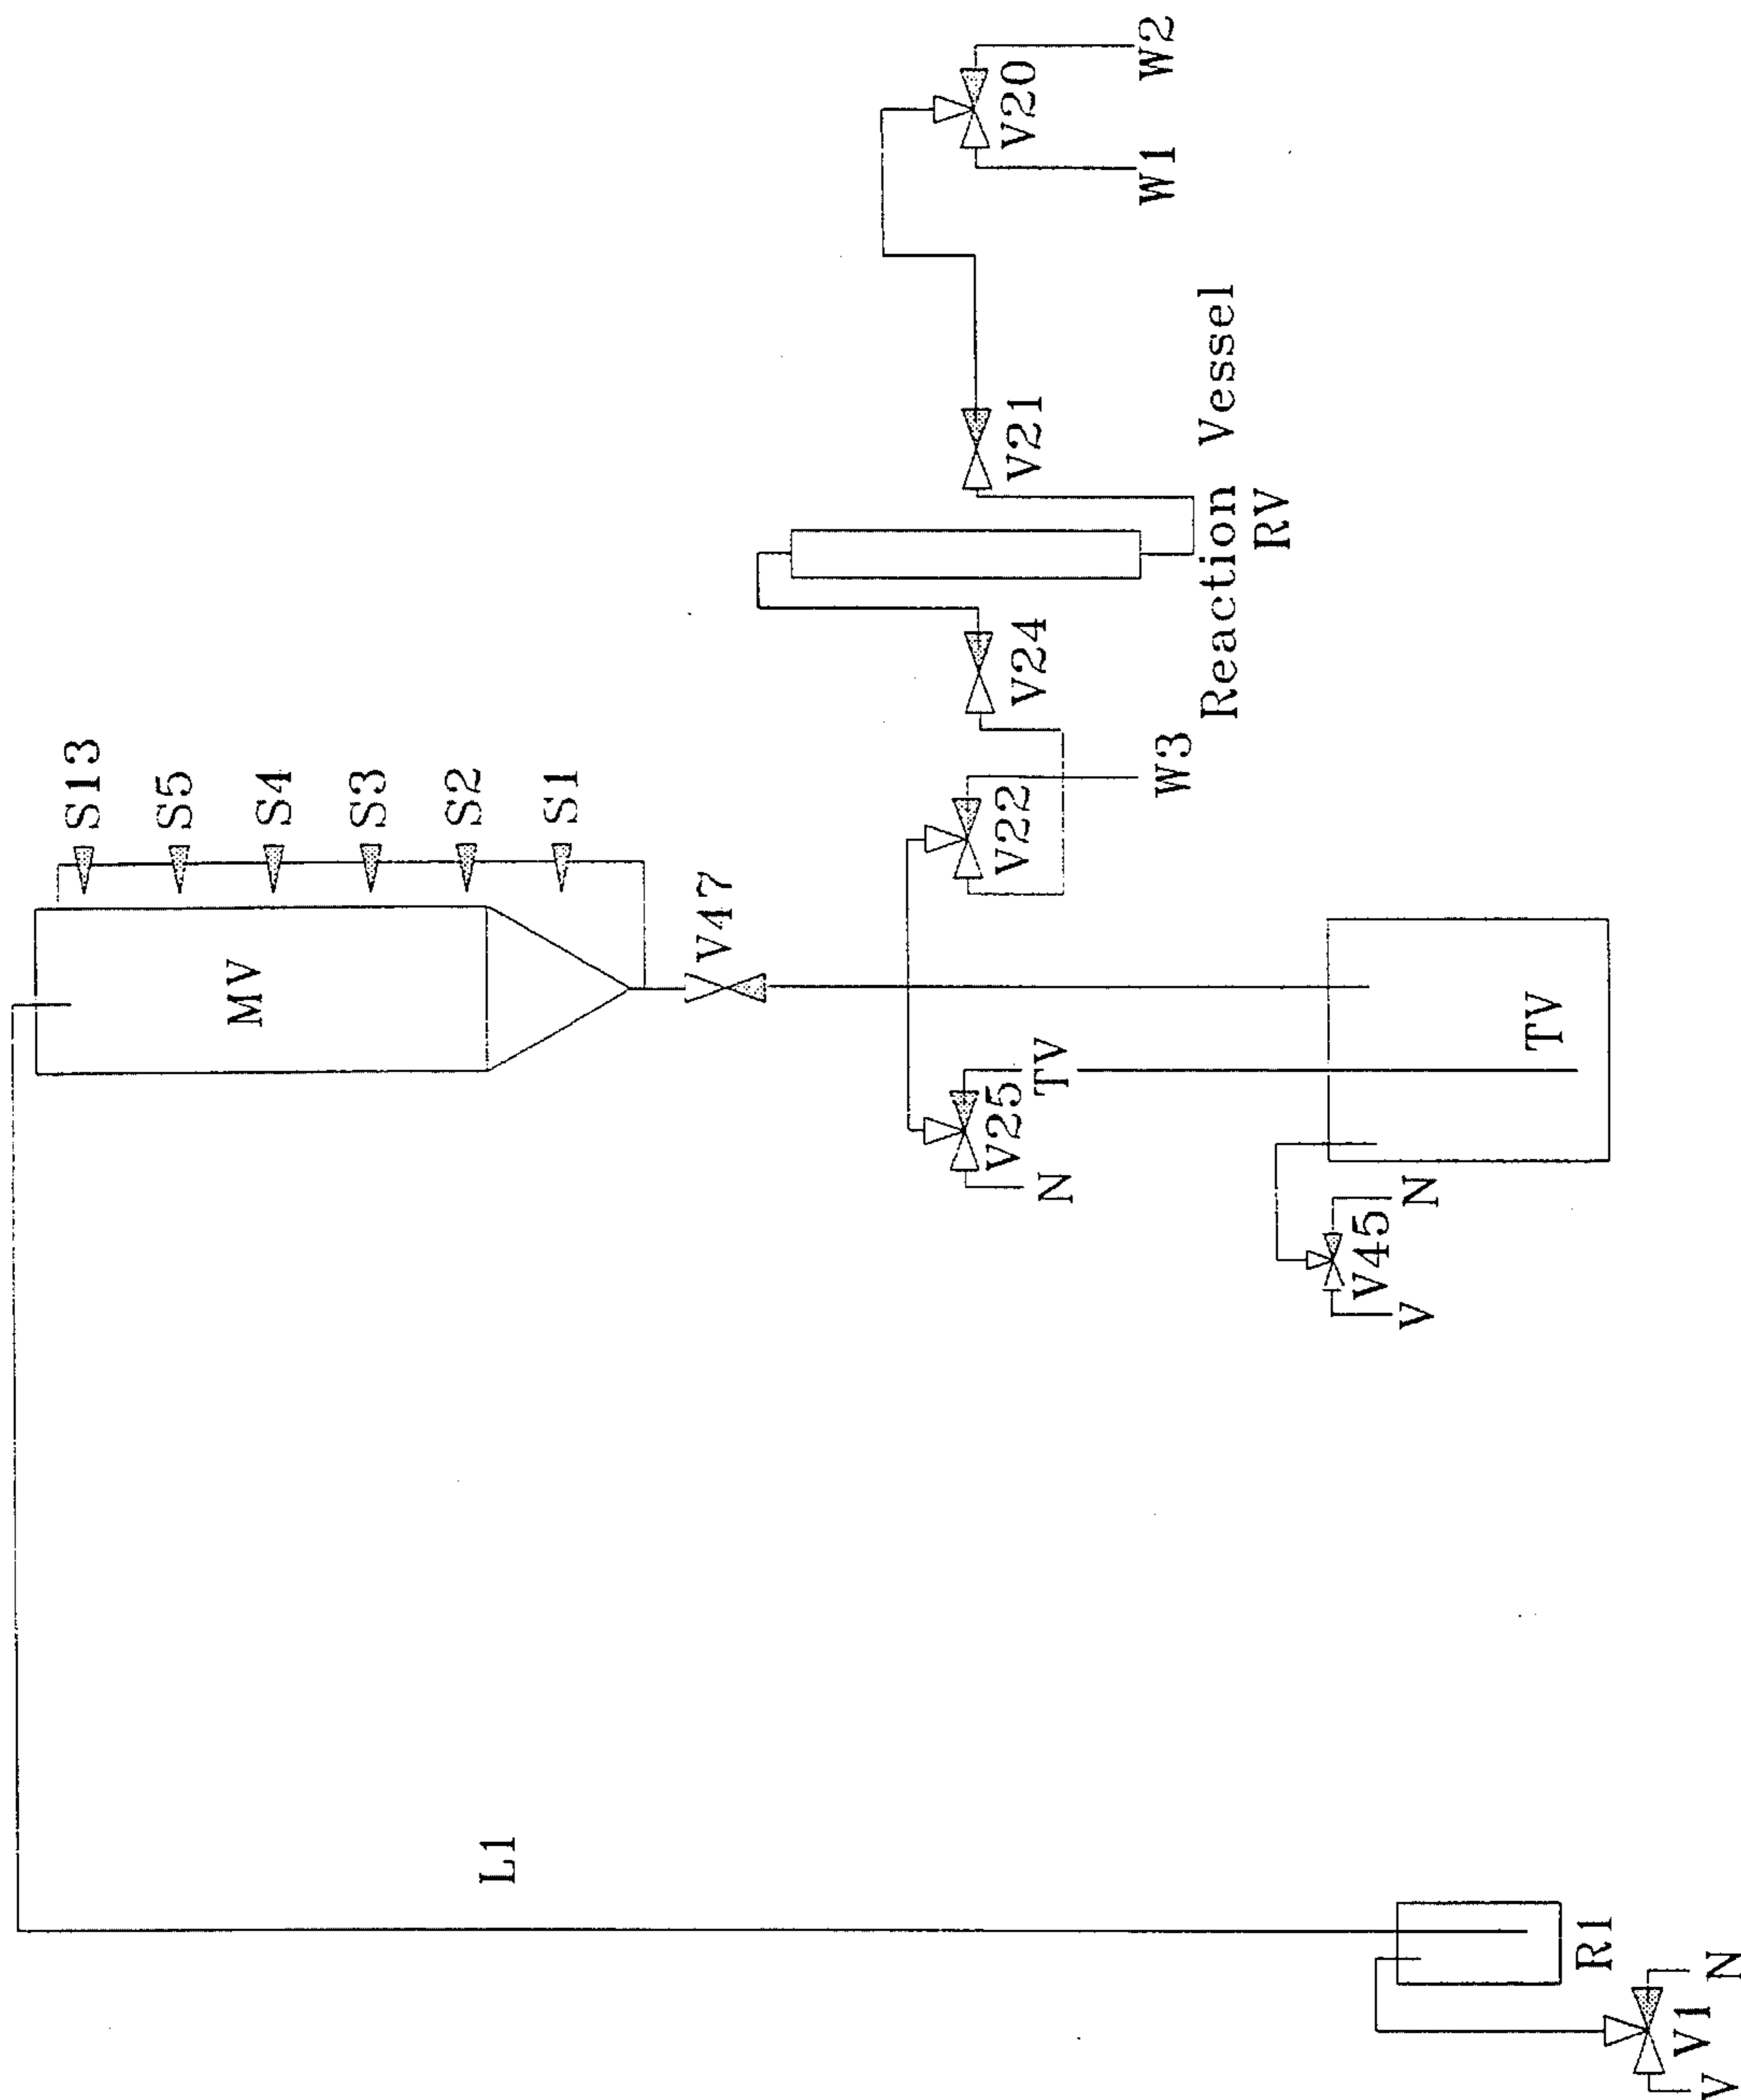 W2
V20
W1
V21
Reaction Vessel
RV
V24
W3
V22
S13
S5
S4
S3
S2
S1
MV
V47
TV
V25
N
TV
N
V45
V
L1
R1
N
V1
V